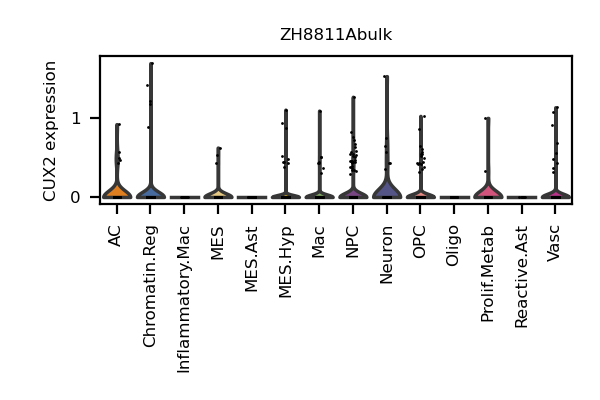 ZH8811Abulk
CUX2 expression
1
0
AC
Chromatin.Reg
Inflammatory.Mac
MES
MES.Ast
MES.Hyp
Mac
NPC
Neuron
OPC
Oligo
Prolif.Metab
Reactive.Ast
Vasc